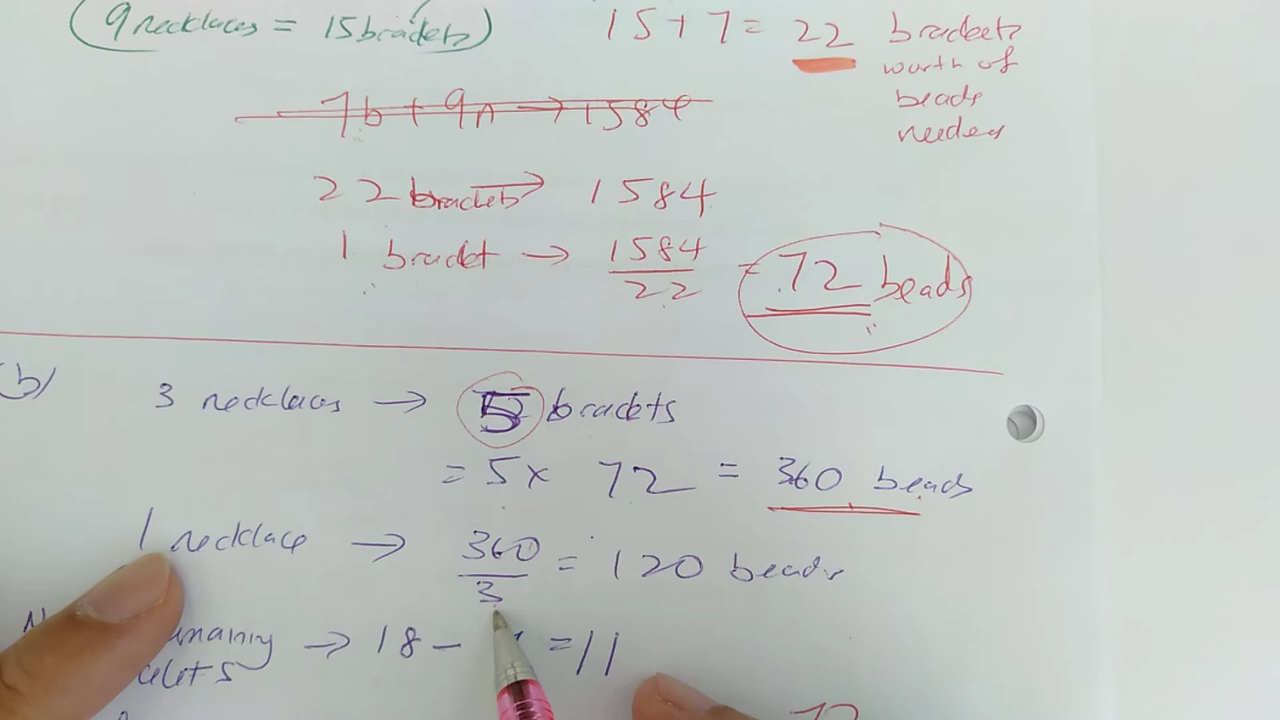 (9 necklaces = 15 bracelets)
15 + 7 = 22 bracelets
worth of
beads
needed
7b + 9n → 1584
22 bracelets → 1584
1 bracelet → 1584/22 = 72 beads
(b)
3 necklaces → 5 bracelets
= 5 x 72 = 360 beads
1 necklace → 360/3 = 120 beads
→ 18 - = 11
72